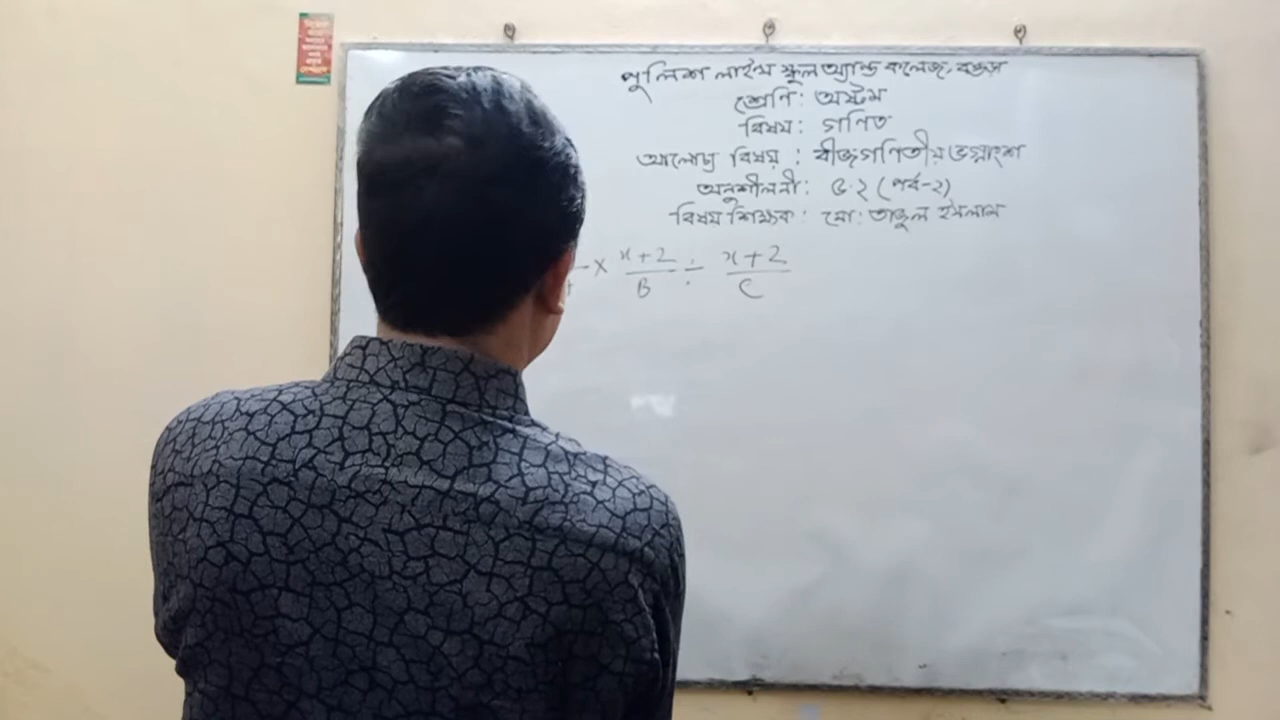 পুলিশ লাইন্স স্কুল অ্যান্ড কলেজ, বগুড়া
শ্রেণি: অষ্টম
বিষয়: গণিত
আলোচ্য বিষয়: বীজগণিতীয় ভগ্নাংশ
অনুশীলনী: ৫.২ (পর্ব-২)
বিষয় শিক্ষক: মো: তাজুল ইসলাম
× x+2/B ÷ x+2/C